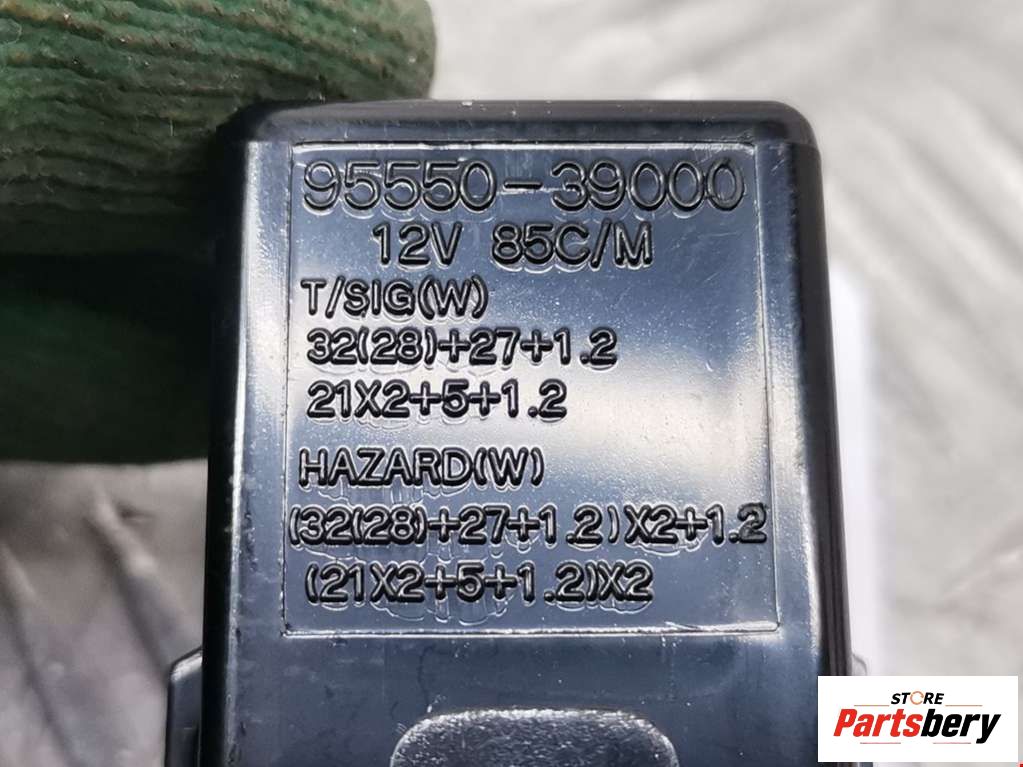 95550-39000
12V 85C/M
T/SIG(W)
32(28)+27+1.2
21X2+5+1.2
HAZARD(W)
(32(28)+27+1.2)X2+1.2
(21X2+5+1.2)X2
STORE
Partsbery